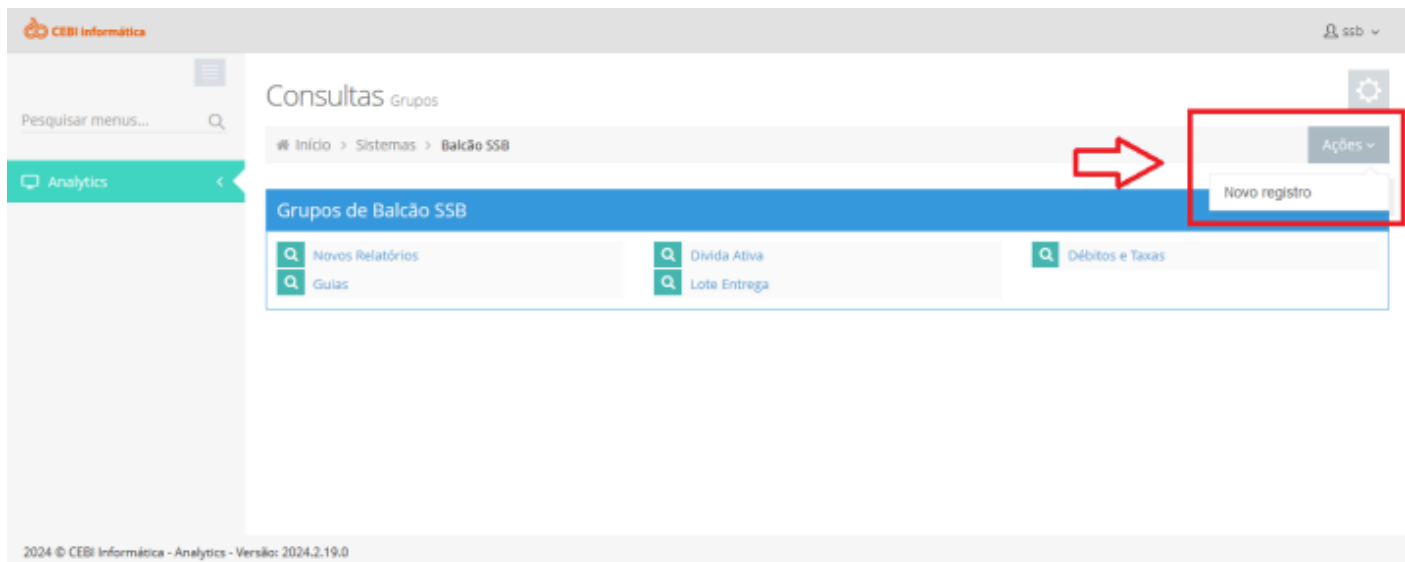 CEBI Informática
ssb
Pesquisar menus...
Analytics
Consultas Grupos
Início > Sistemas > Balcão SSB
Ações
Novo registro
Grupos de Balcão SSB
Novos Relatórios
Divida Ativa
Débitos e Taxas
Guias
Lote Entrega
2024 © CEBI Informática - Analytics - Versão: 2024.2.19.0